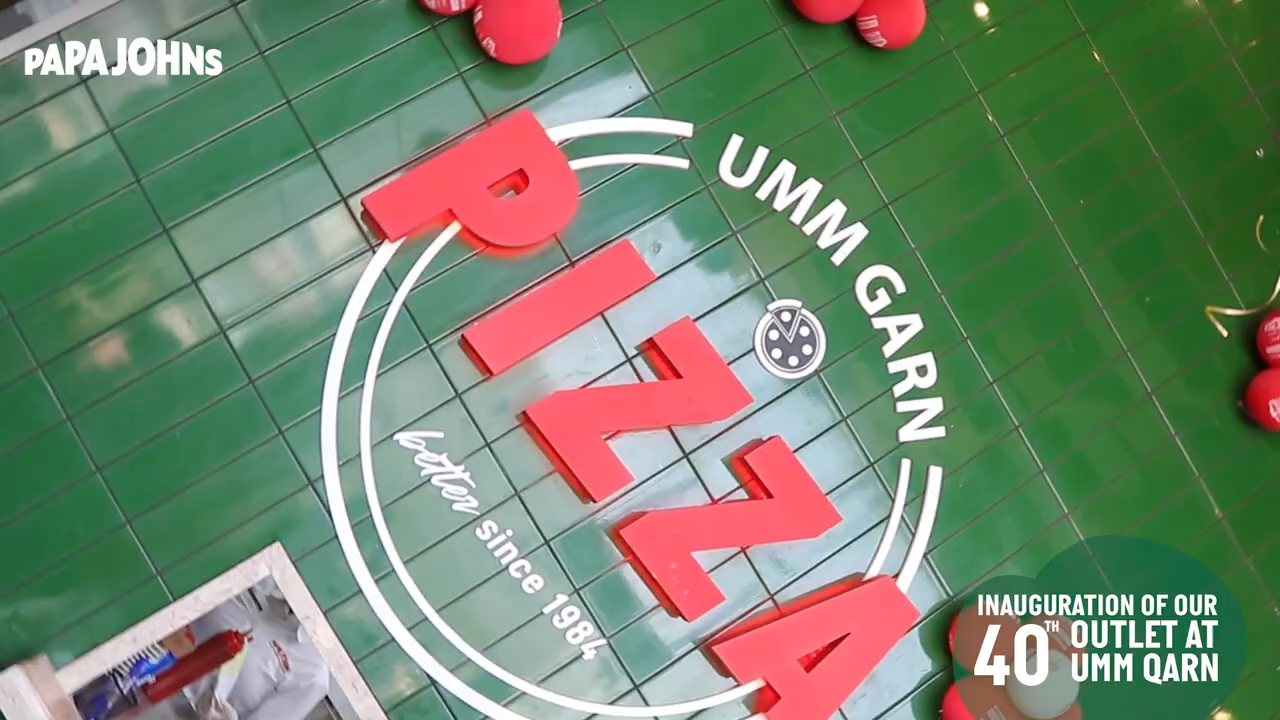 PAPA JOHNS
UMM GARN
PIZZA
better since 1984
INAUGURATION OF OUR
40TH OUTLET AT
UMM QARN